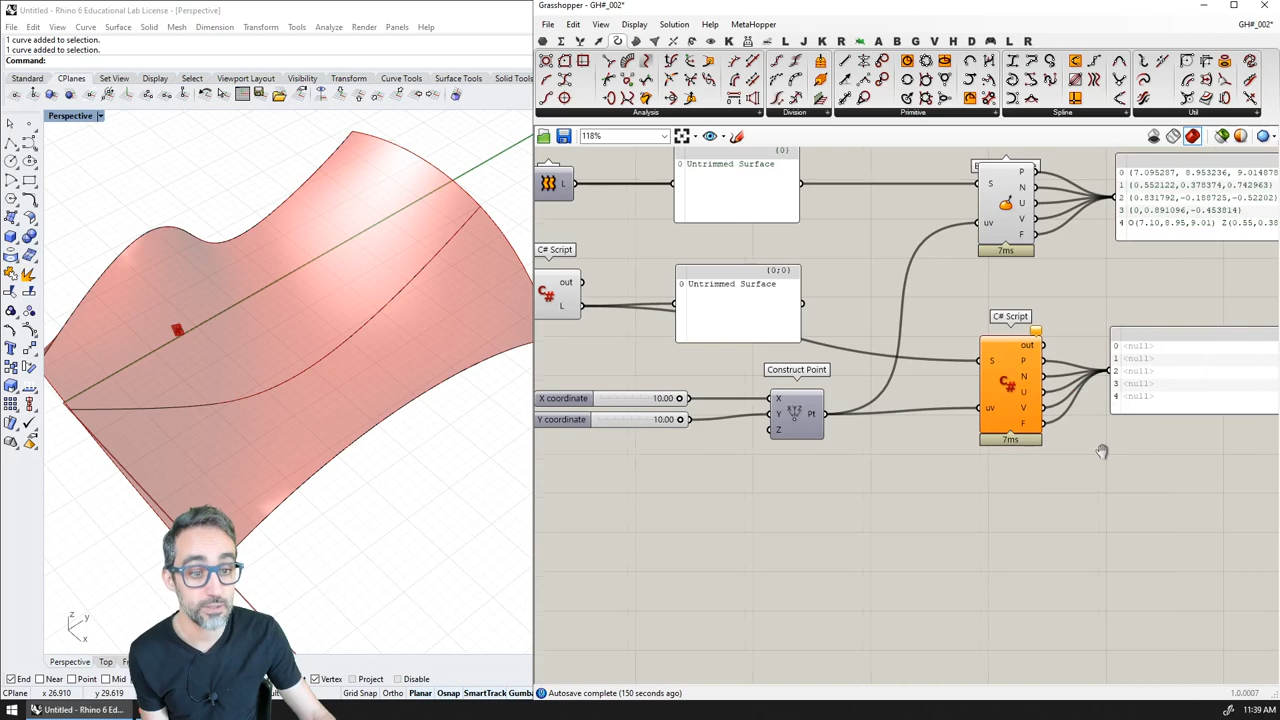 Untitled - Rhino 6 Educational Lab License - [Perspective]
File Edit View Curve Surface Solid Mesh Dimension Transform Tools Analyze Render Panels Help
1 curve added to selection.
1 curve added to selection.
Command:
Standard CPlanes Set View Display Select Viewport Layout Visibility Transform Curve Tools Surface Tools Solid Tools
Perspective
z
y
x
Perspective Top
End Near Point Mid Vertex Project Disable
CPlane x 26.910 y 29.619 Grid Snap Ortho Planar Osnap SmartTrack Gumba
Grasshopper - GH#_002*
File Edit View Display Solution Help MetaHopper GH#_002*
Analysis Division Primitive Spline Util
118%
L
{0}
0 Untrimmed Surface
C# Script
out
L
{0;0}
0 Untrimmed Surface
X coordinate 10.00
Y coordinate 10.00
Construct Point
X
Y
Z
Pt
S
uv
P
N
U
V
F
7ms
0 {7.095287, 8.953236, 9.014878
1 {0.552122,0.378374,0.742963}
2 {0.831792,-0.188725,-0.52202}
3 {0,0.891096,-0.453814}
4 O(7.10,8.95,9.01) Z(0.55,0.38
C# Script
S
uv
out
P
N
U
V
F
7ms
0 <null>
1 <null>
2 <null>
3 <null>
4 <null>
Autosave complete (150 seconds ago)
1.0.0007
Untitled - Rhino 6 Edu...
11:39 AM